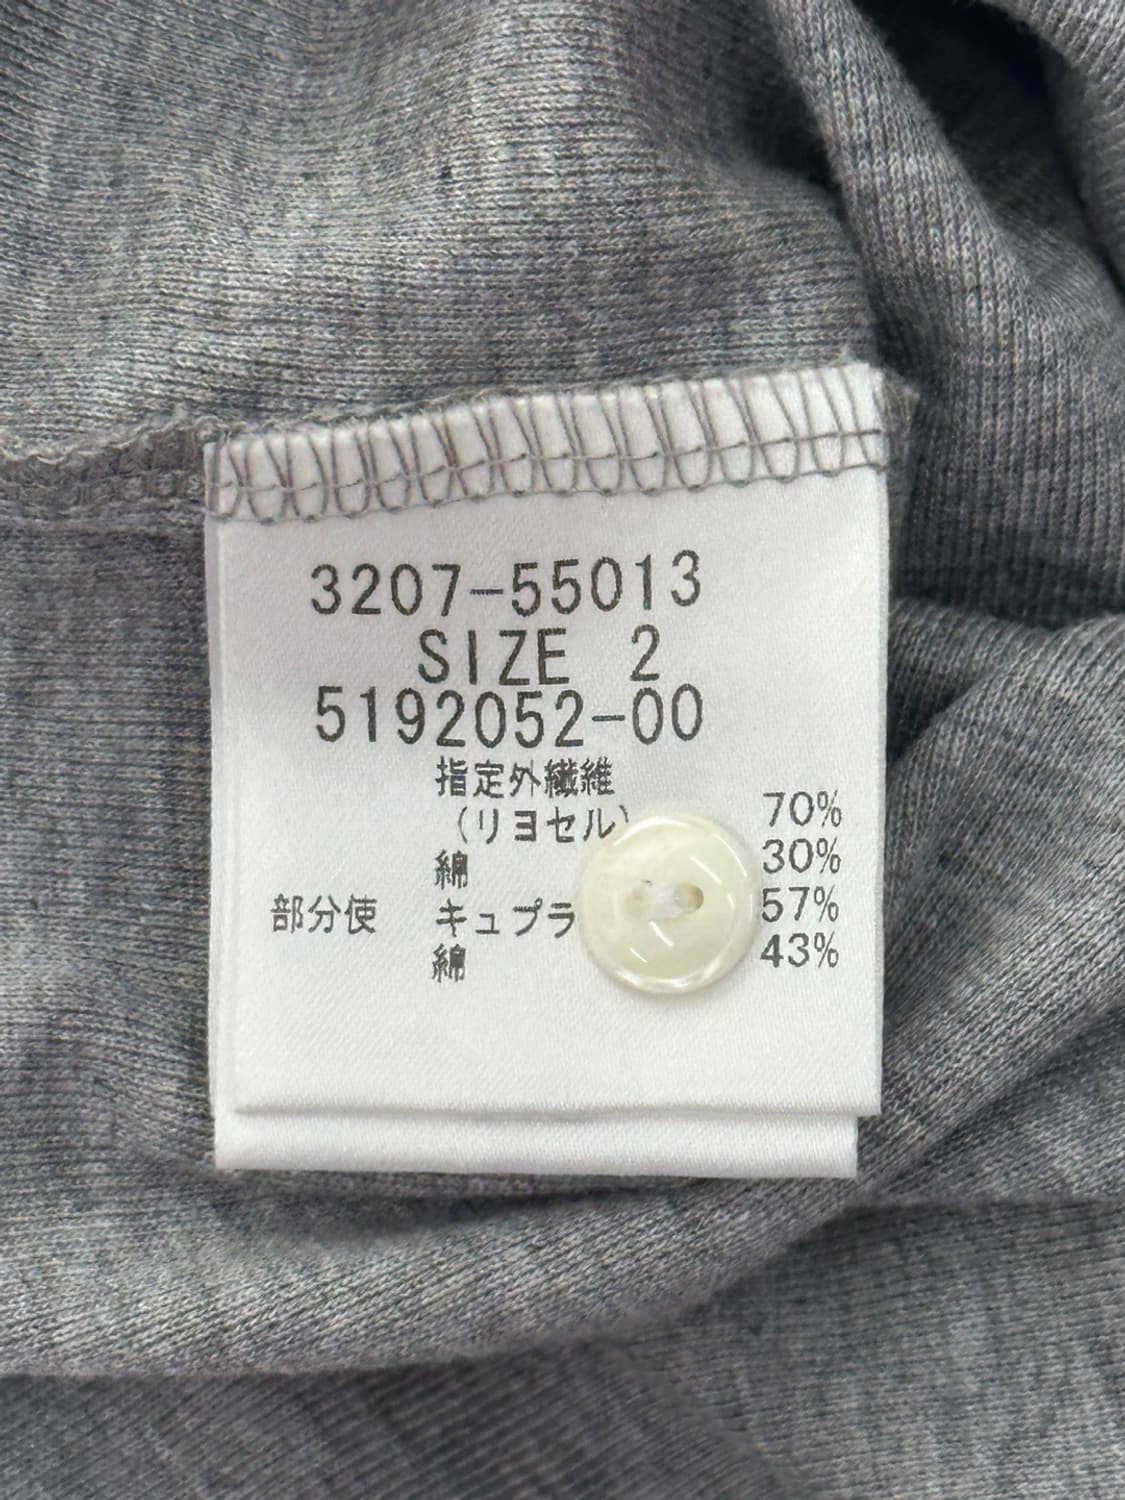 3207-55013
SIZE 2
5192052-00
指定外繊維
(リヨセル) 70%
綿 30%
部分使 キュプラ 57%
綿 43%